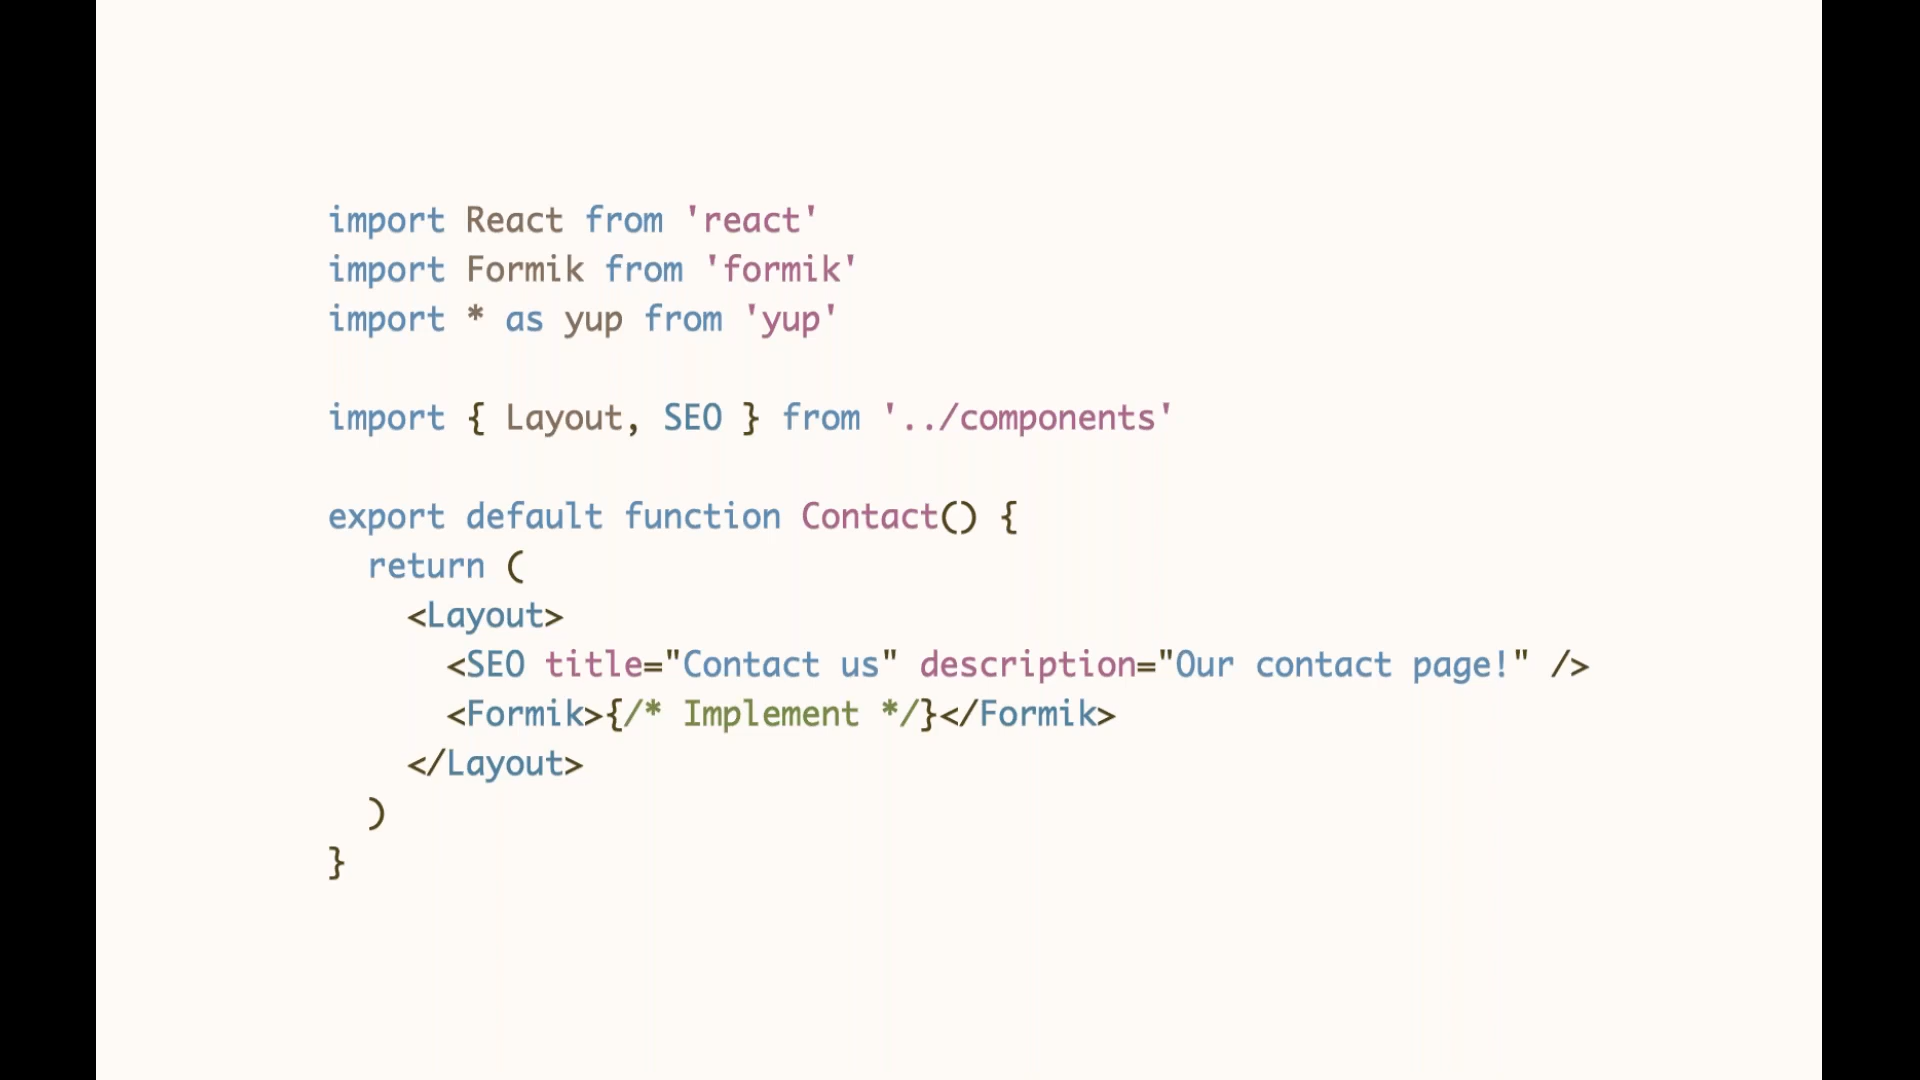 import React from 'react'
import Formik from 'formik'
import * as yup from 'yup'
import { Layout, SEO } from '../components'
export default function Contact() {
  return (
    <Layout>
      <SEO title="Contact us" description="Our contact page!" />
      <Formik>{/* Implement */}</Formik>
    </Layout>
  )
}